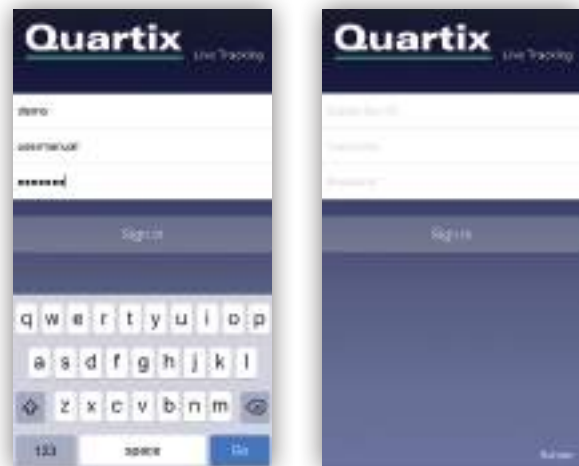 Quartix
Live Tracking
demo
usermanual
••••••••
Sign in
q w e r t y u i o p
a s d f g h j k l
z x c v b n m
123 space Go
Quartix
Live Tracking
Sign in